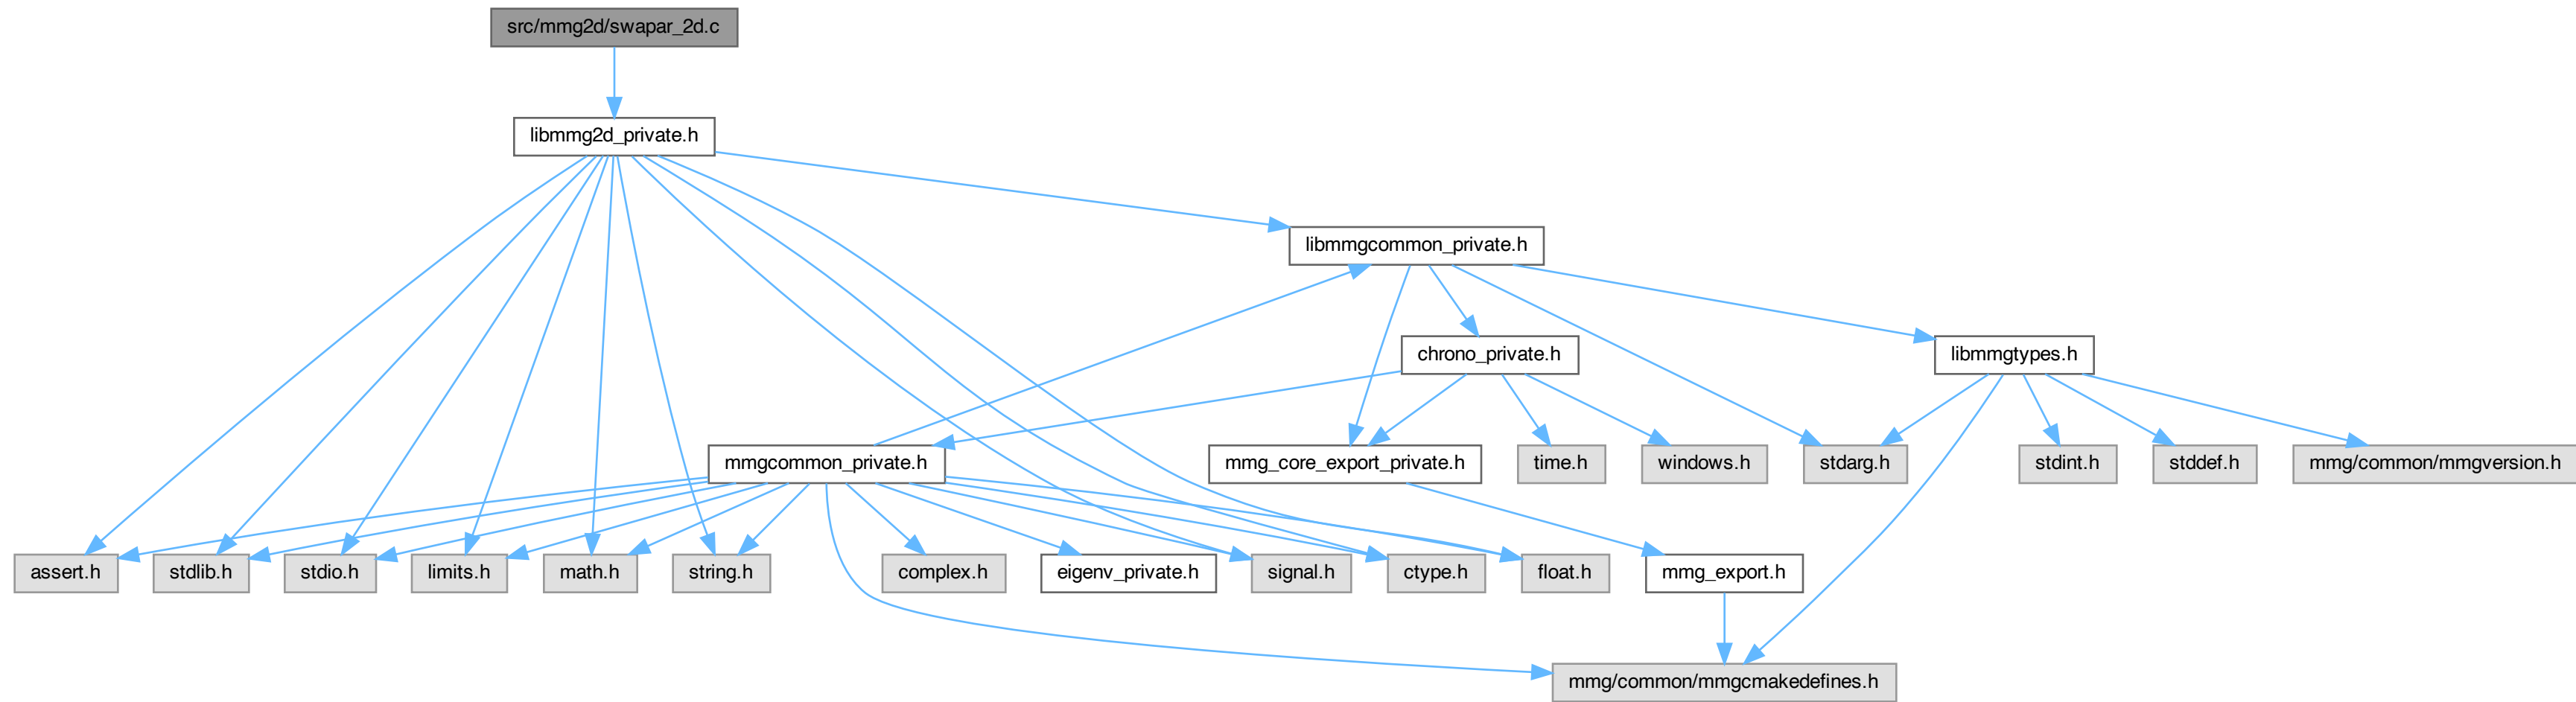 src/mmg2d/swapar_2d.c
libmmg2d_private.h
libmmgcommon_private.h
chrono_private.h
libmmgtypes.h
mmgcommon_private.h
mmg_core_export_private.h
time.h
windows.h
stdarg.h
stdint.h
stddef.h
mmg/common/mmgversion.h
assert.h
stdlib.h
stdio.h
limits.h
math.h
string.h
complex.h
eigenv_private.h
signal.h
ctype.h
float.h
mmg_export.h
mmg/common/mmgcmakedefines.h